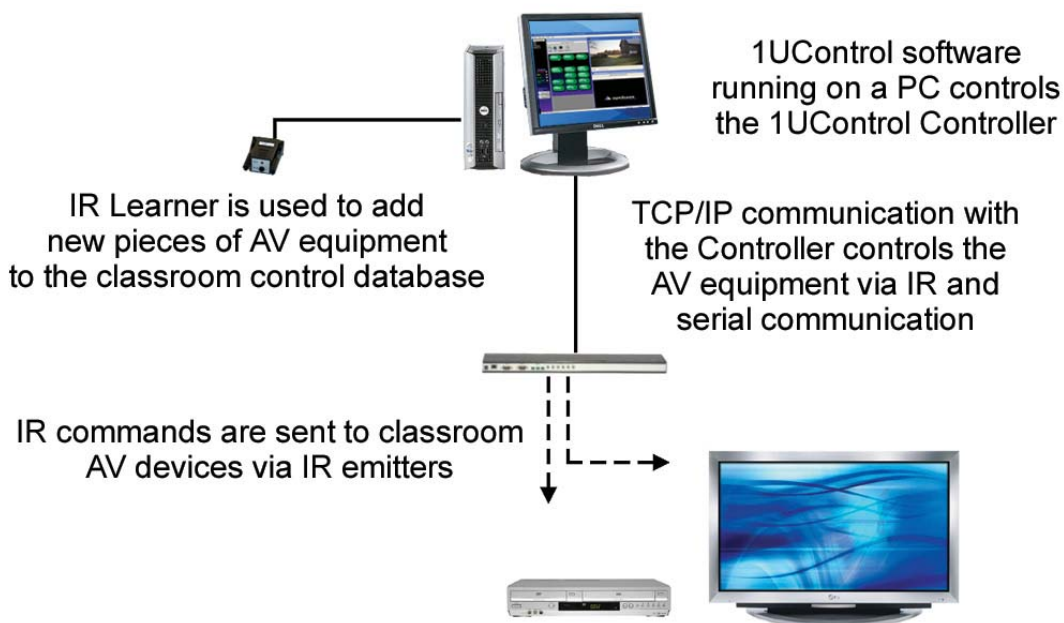 1UControl software
running on a PC controls
the 1UControl Controller
IR Learner is used to add
new pieces of AV equipment
to the classroom control database
TCP/IP communication with
the Controller controls the
AV equipment via IR and
serial communication
IR commands are sent to classroom
AV devices via IR emitters